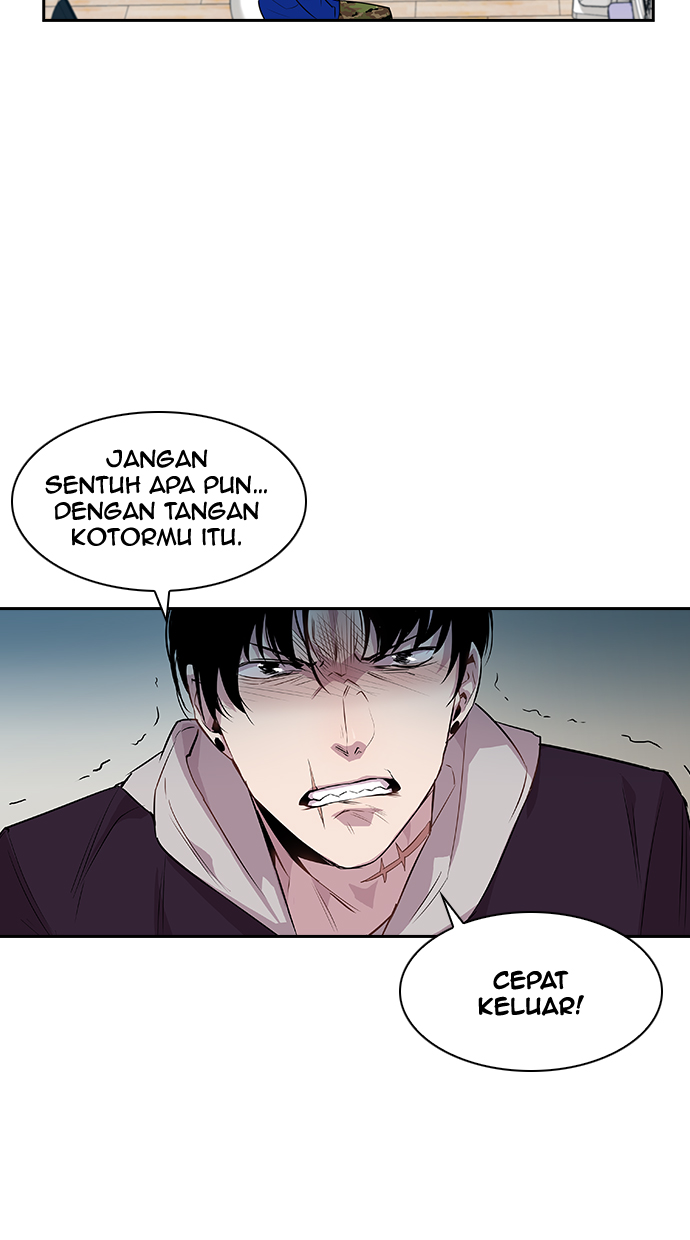 JANGAN
SENTUH APA PUN...
DENGAN TANGAN
KOTORMU ITU.
CEPAT
KELUAR!